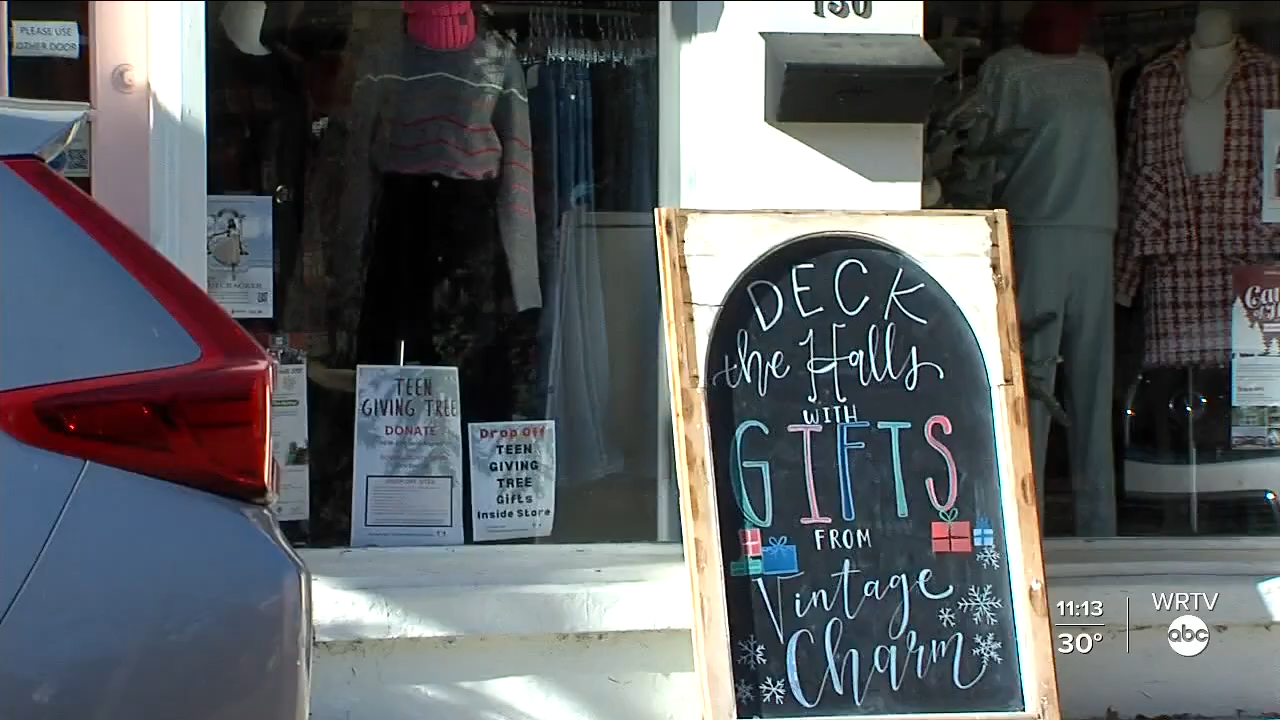 PLEASE USE
OTHER DOOR
130
TEEN
GIVING TREE
DONATE
Drop Off
TEEN
GIVING
TREE
Gifts
Inside Store
DECK
the Halls
WITH
GIFTS
FROM
Vintage
Charm
11:13
30°
WRTV
abc